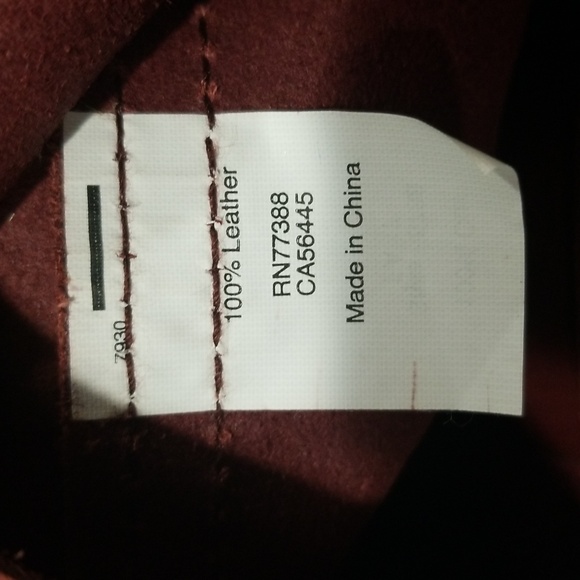 7930
100% Leather
RN77388
CA56445
Made in China